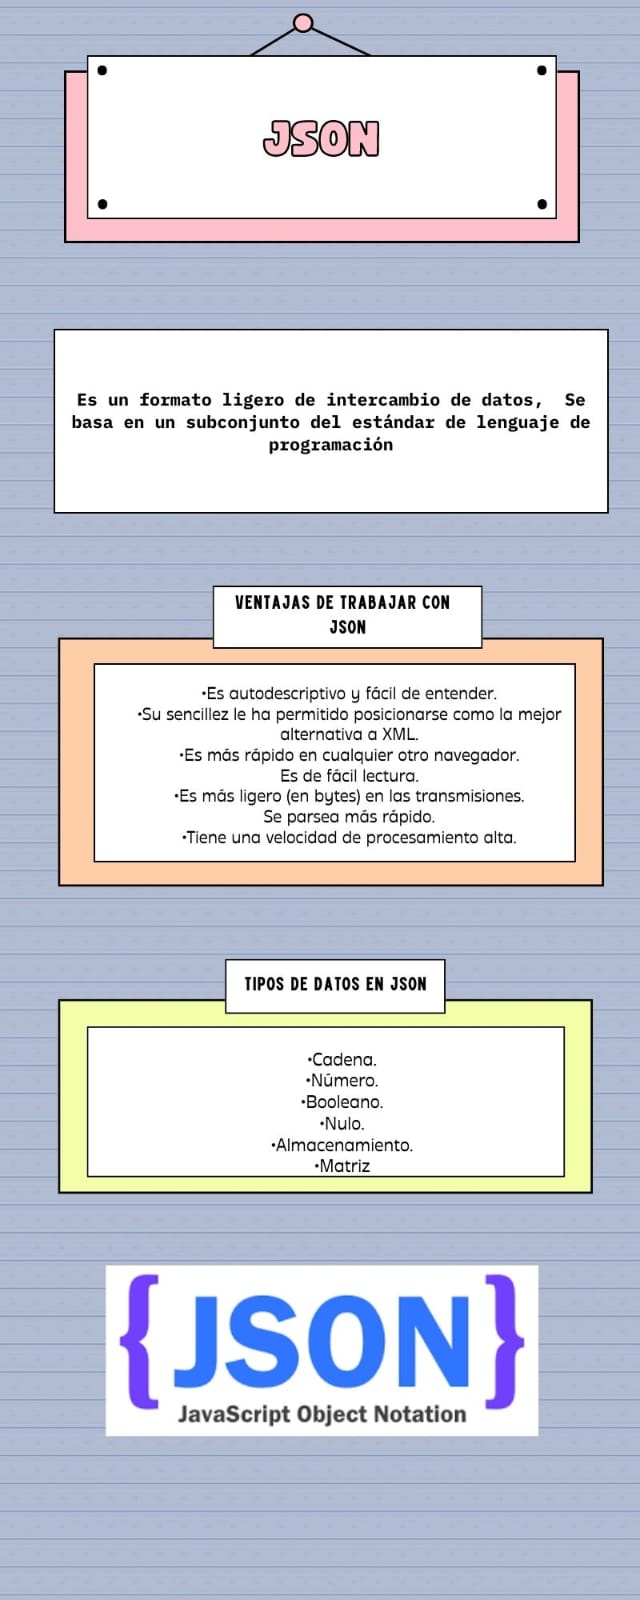 JSON
Es un formato ligero de intercambio de datos, Se
basa en un subconjunto del estándar de lenguaje de
programación
VENTAJAS DE TRABAJAR CON
JSON
•Es autodescriptivo y fácil de entender.
•Su sencillez le ha permitido posicionarse como la mejor
alternativa a XML.
•Es más rápido en cualquier otro navegador.
Es de fácil lectura.
•Es más ligero (en bytes) en las transmisiones.
Se parsea más rápido.
•Tiene una velocidad de procesamiento alta.
TIPOS DE DATOS EN JSON
•Cadena.
•Número.
•Booleano.
•Nulo.
•Almacenamiento.
•Matriz
{JSON}
JavaScript Object Notation